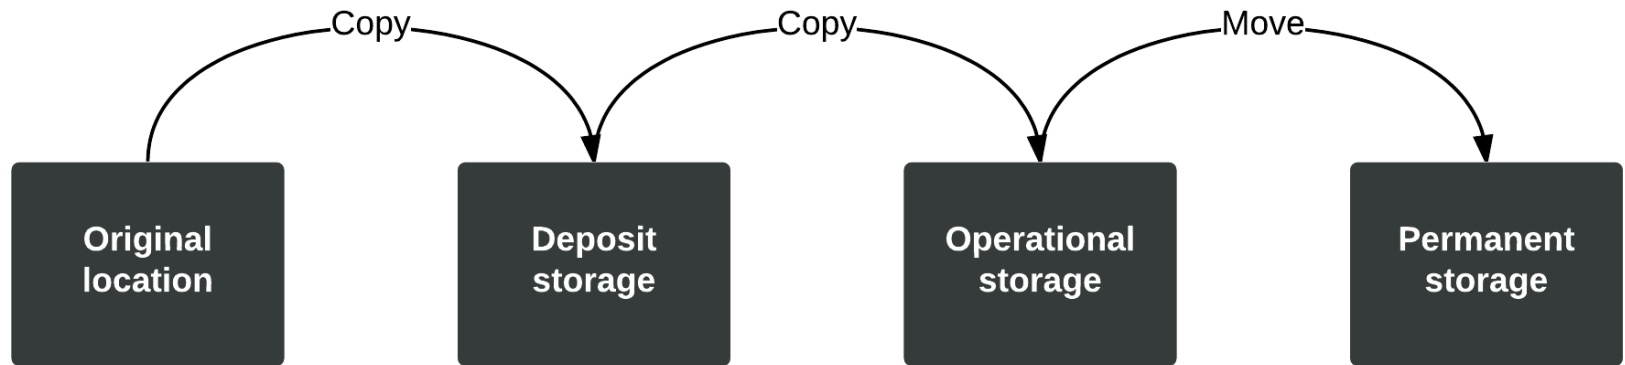 Copy
Copy
Move
Original
location
Deposit
storage
Operational
storage
Permanent
storage